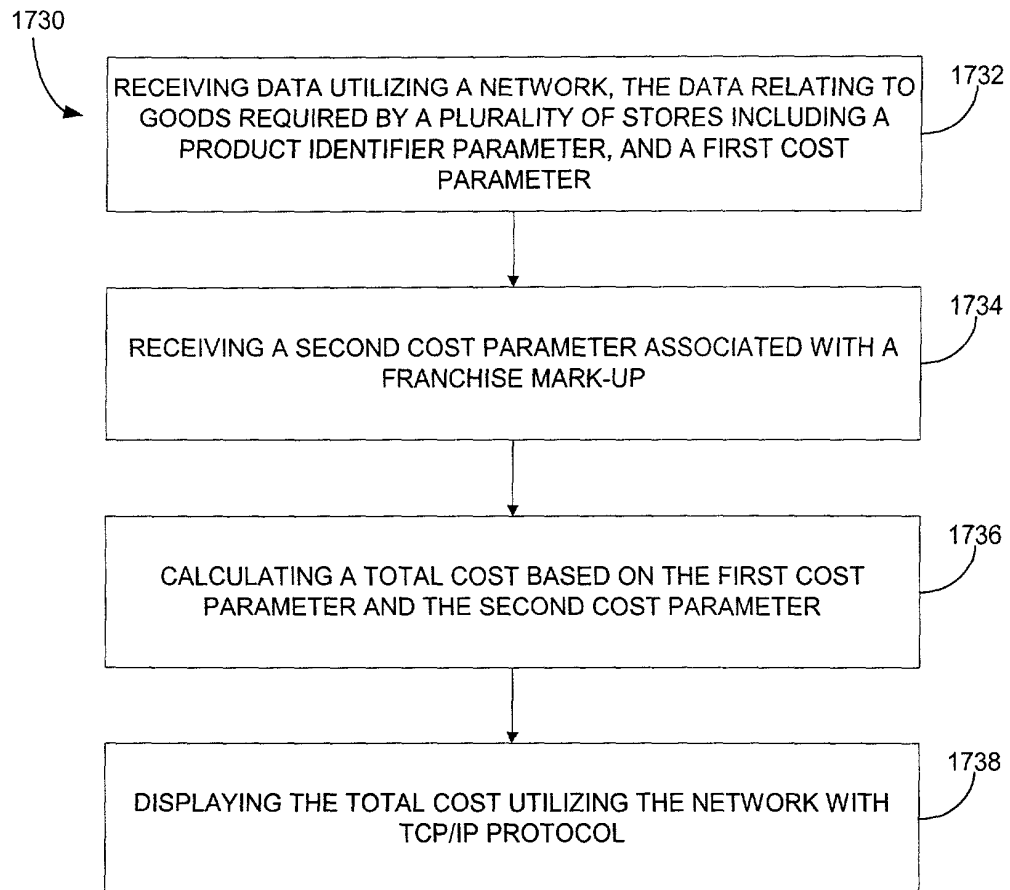 1730
RECEIVING DATA UTILIZING A NETWORK, THE DATA RELATING TO
GOODS REQUIRED BY A PLURALITY OF STORES INCLUDING A
PRODUCT IDENTIFIER PARAMETER, AND A FIRST COST
PARAMETER
1732
RECEIVING A SECOND COST PARAMETER ASSOCIATED WITH A
FRANCHISE MARK-UP
1734
CALCULATING A TOTAL COST BASED ON THE FIRST COST
PARAMETER AND THE SECOND COST PARAMETER
1736
DISPLAYING THE TOTAL COST UTILIZING THE NETWORK WITH
TCP/IP PROTOCOL
1738